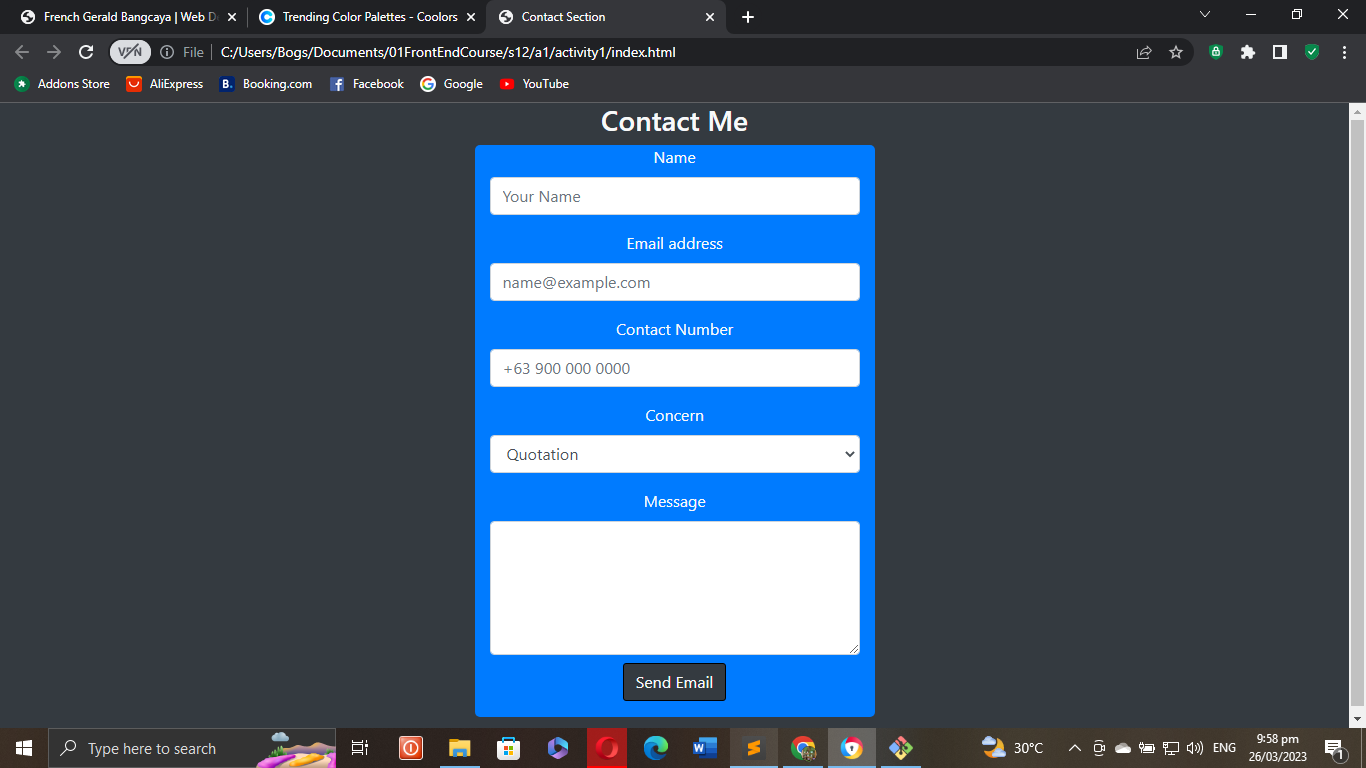 French Gerald Bangcaya | Web D
Trending Color Palettes - Coolors
Contact Section
VPN
File
C:/Users/Bogs/Documents/01FrontEndCourse/s12/a1/activity1/index.html
Addons Store
AliExpress
B. Booking.com
Facebook
Google
YouTube
Contact Me
Name
Your Name
Email address
name@example.com
Contact Number
+63 900 000 0000
Concern
Quotation
Message
Send Email
Type here to search
30°C
ENG
9:58 pm
26/03/2023
1